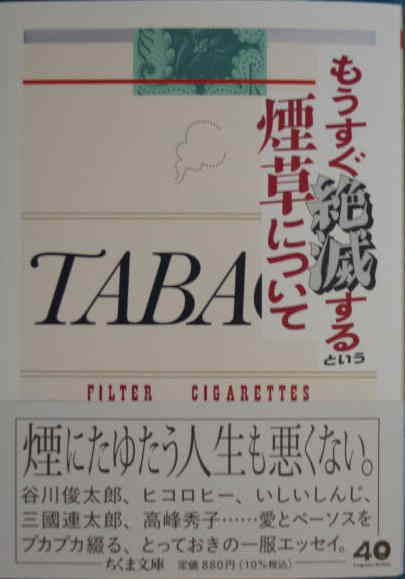 もうすぐ絶滅するという
煙草について
TABAC
FILTER CIGARETTES
煙にたゆたう人生も悪くない。
谷川俊太郎、ヒコロヒー、いしいしんじ、
三國連太郎、高峰秀子……愛とペーソスを
プカプカ綴る、とっておきの一服エッセイ。
ちくま文庫 定価880円(10%税込)
40